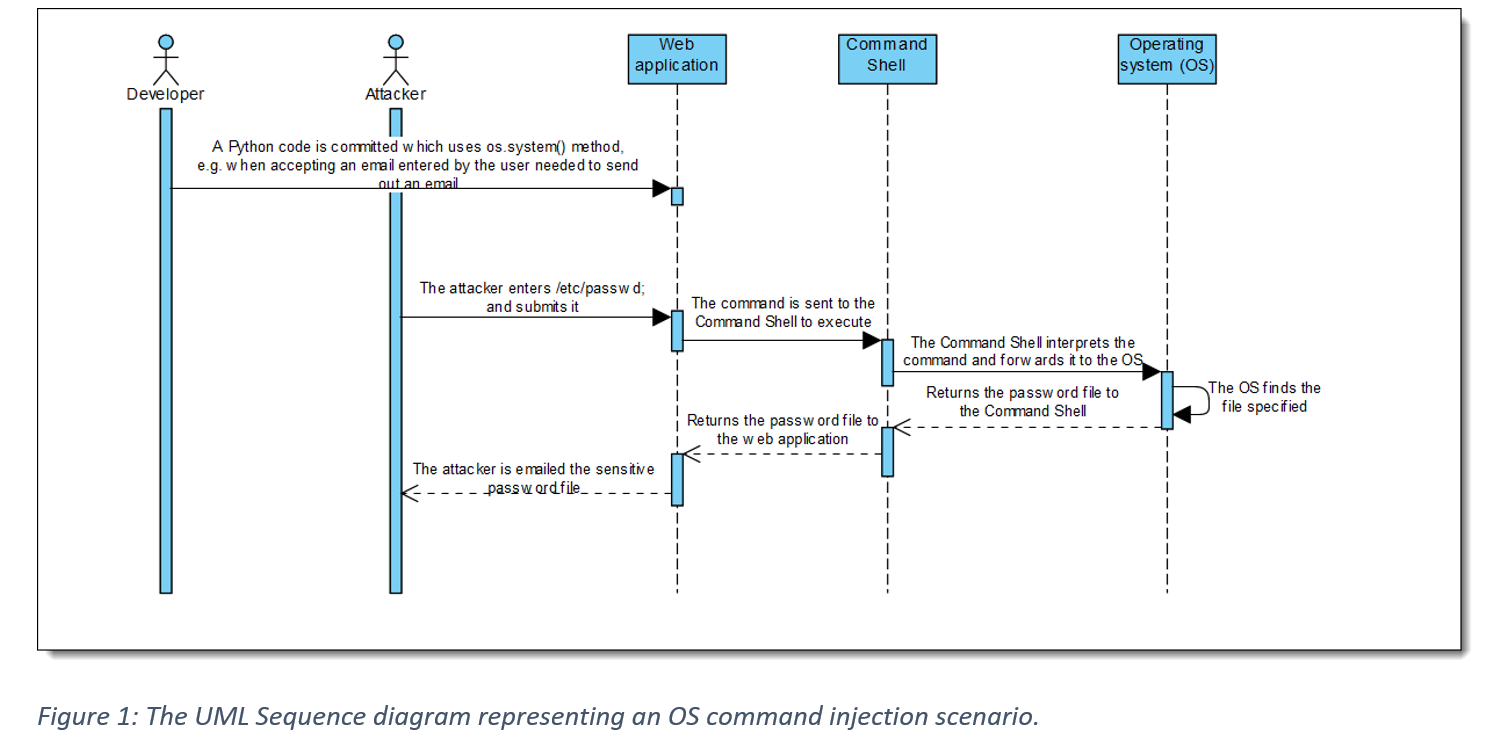 Developer
Attacker
Web
application
Command
Shell
Operating
system (OS)
A Python code is committed which uses os.system() method,
e.g. when accepting an email entered by the user needed to send
out an email
The attacker enters /etc/passwd;
and submits it
The command is sent to the
Command Shell to execute
The Command Shell interprets the
command and forwards it to the OS
The OS finds the
file specified
Returns the password file to
the Command Shell
Returns the password file to
the web application
The attacker is emailed the sensitive
password file
Figure 1: The UML Sequence diagram representing an OS command injection scenario.